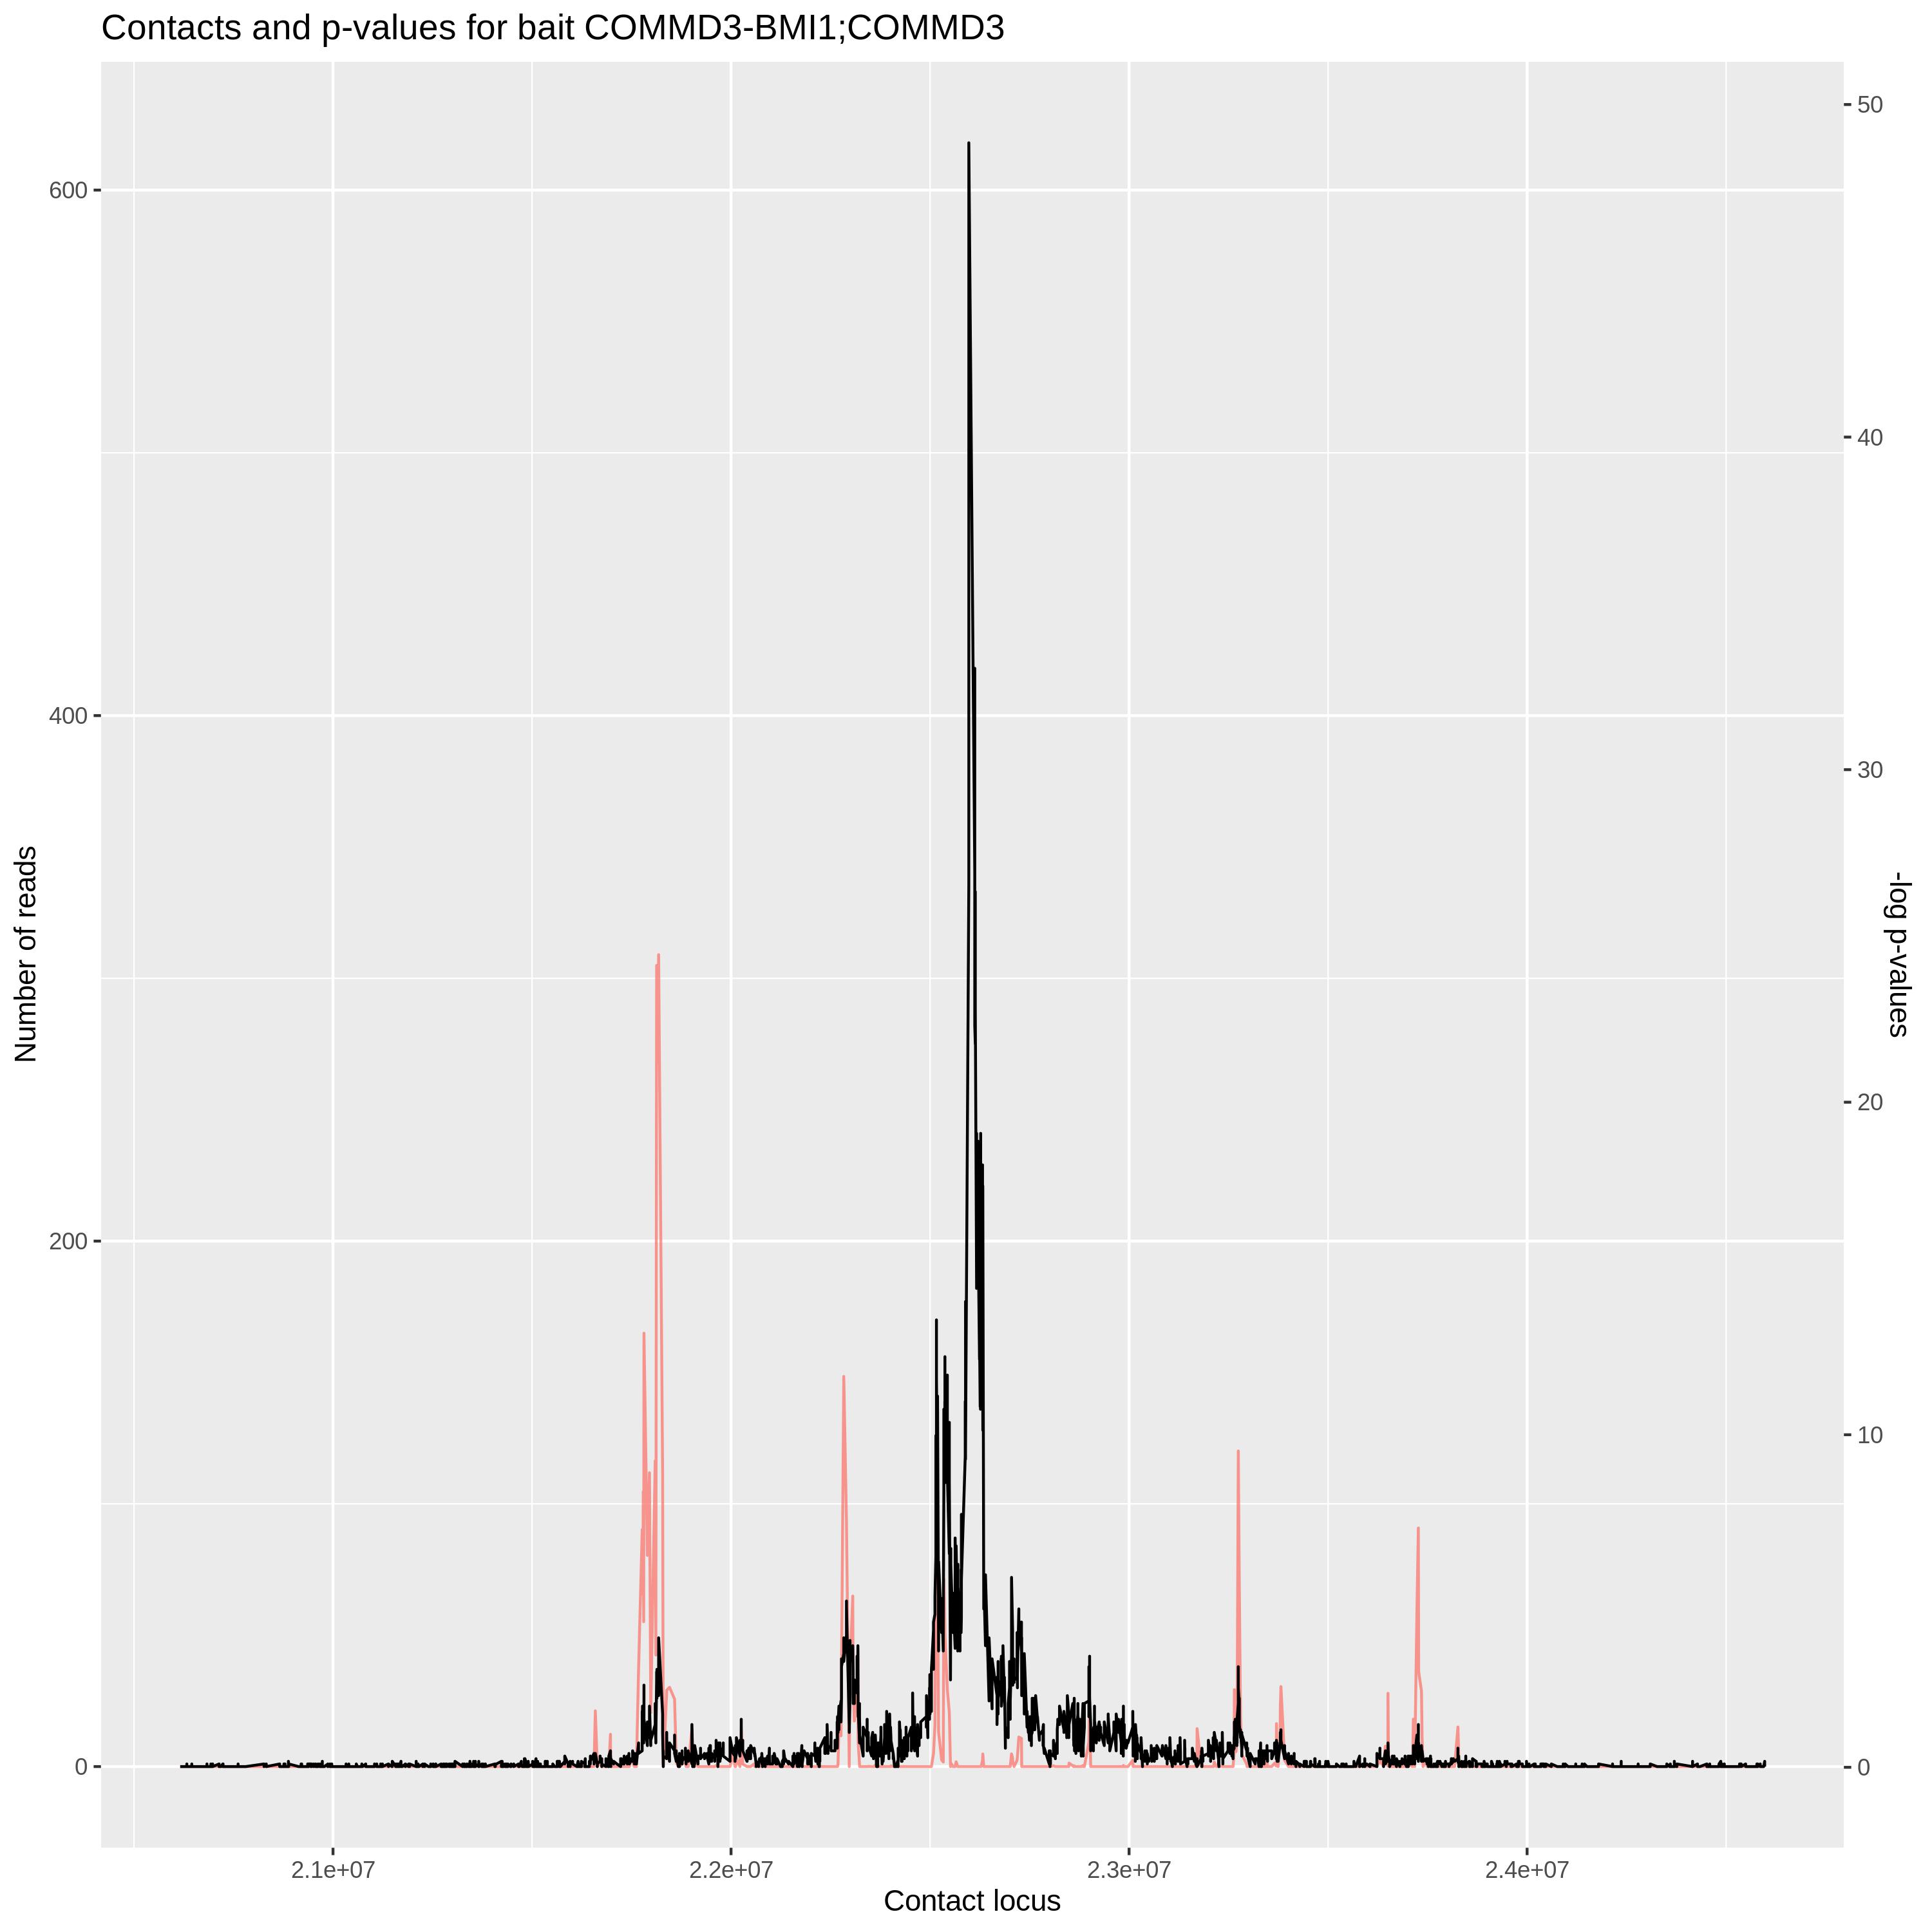 Contacts and p-values for bait COMMD3-BMI1;COMMD3
Number of reads
600
400
200
0
50
40
30
20
10
0
-log p-values
2.1e+07 2.2e+07 2.3e+07 2.4e+07
Contact locus